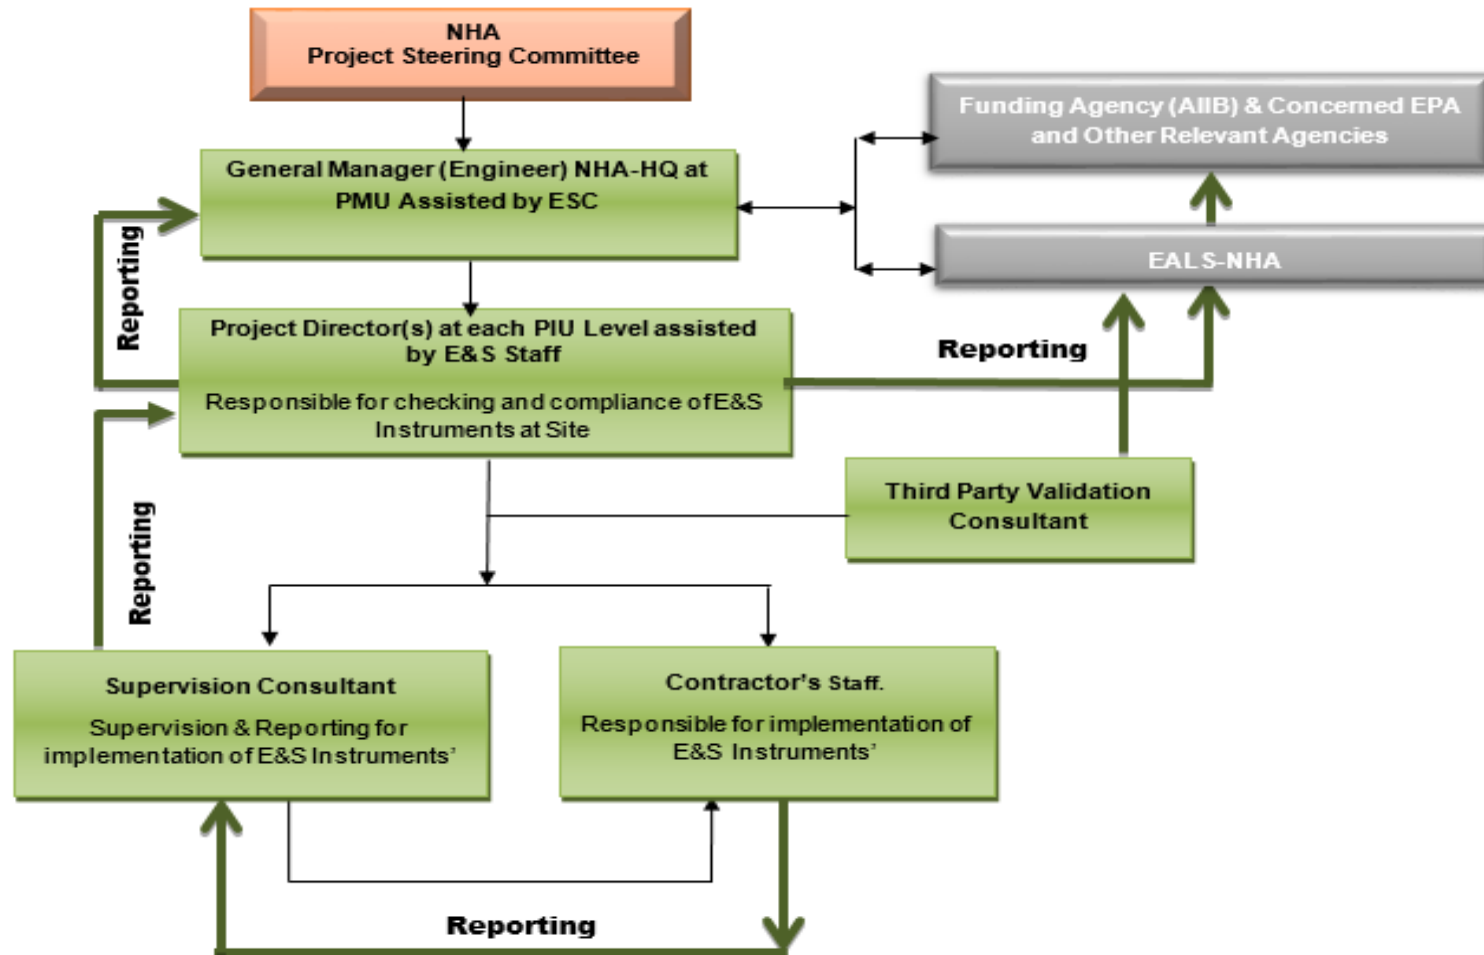 NHA
Project Steering Committee
Funding Agency (AIIB) & Concerned EPA
and Other Relevant Agencies
General Manager (Engineer) NHA-HQ at
PMU Assisted by ESC
EALS-NHA
Reporting
Project Director(s) at each PIU Level assisted
by E&S Staff
Responsible for checking and compliance of E&S
Instruments at Site
Reporting
Third Party Validation
Consultant
Reporting
Supervision Consultant
Supervision & Reporting for
implementation of E&S Instruments’
Contractor’s Staff.
Responsible for implementation of
E&S Instruments’
Reporting